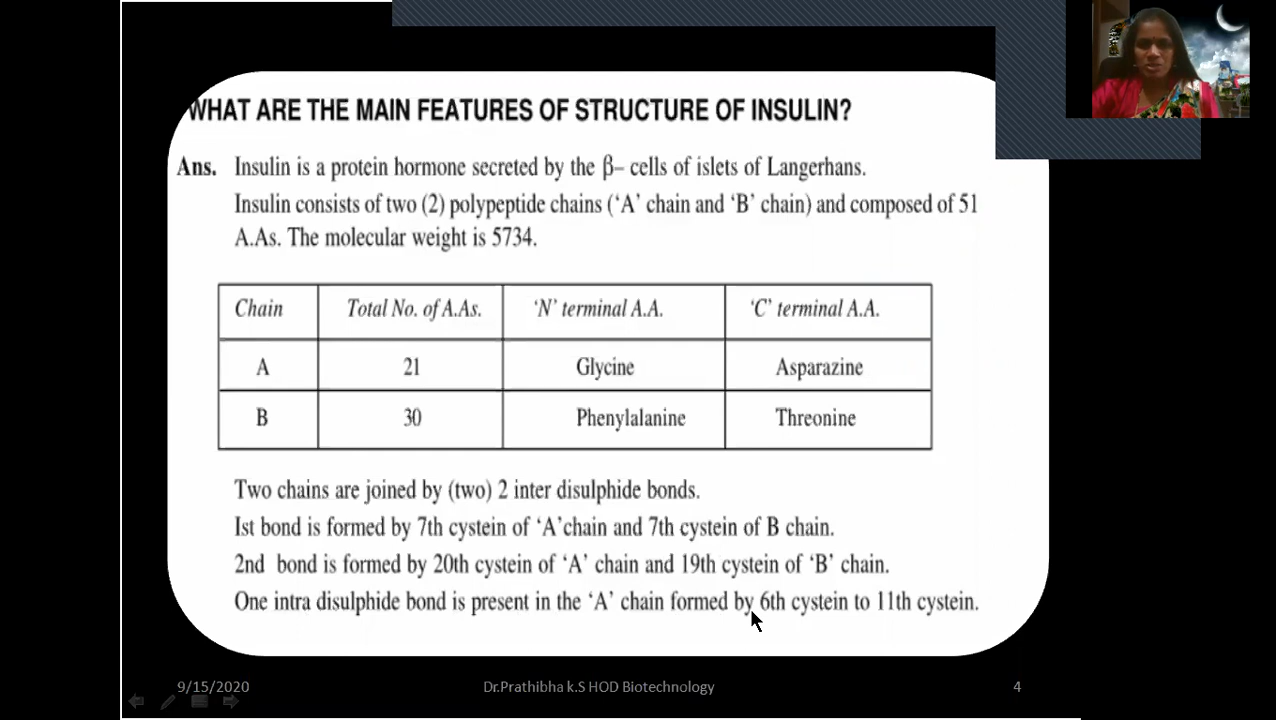 WHAT ARE THE MAIN FEATURES OF STRUCTURE OF INSULIN?
Ans. Insulin is a protein hormone secreted by the β– cells of islets of Langerhans.
Insulin consists of two (2) polypeptide chains (‘A’ chain and ‘B’ chain) and composed of 51
A.As. The molecular weight is 5734.
Chain Total No. of A.As. ‘N’ terminal A.A. ‘C’ terminal A.A.
A 21 Glycine Asparazine
B 30 Phenylalanine Threonine
Two chains are joined by (two) 2 inter disulphide bonds.
Ist bond is formed by 7th cystein of ‘A’chain and 7th cystein of B chain.
2nd bond is formed by 20th cystein of ‘A’ chain and 19th cystein of ‘B’ chain.
One intra disulphide bond is present in the ‘A’ chain formed by 6th cystein to 11th cystein.
9/15/2020 Dr.Prathibha k.S HOD Biotechnology 4